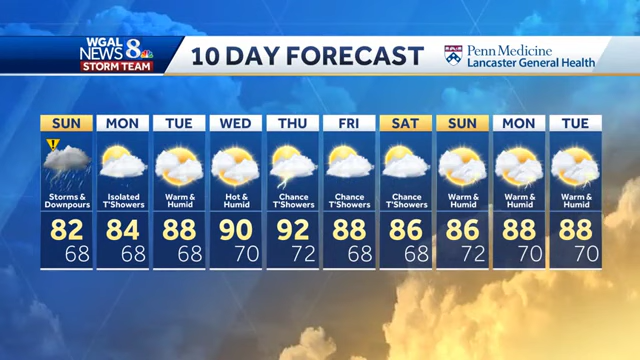 WGAL
NEWS 8
STORM TEAM
10 DAY FORECAST
Penn Medicine
Lancaster General Health
SUN MON TUE WED THU FRI SAT SUN MON TUE
!
Storms & Isolated Warm & Hot & Chance Chance Chance Warm & Warm & Warm &
Downpours T'Showers Humid Humid T'Showers T'Showers T'Showers Humid Humid Humid
82 84 88 90 92 88 86 86 88 88
68 68 68 70 72 68 68 72 70 70